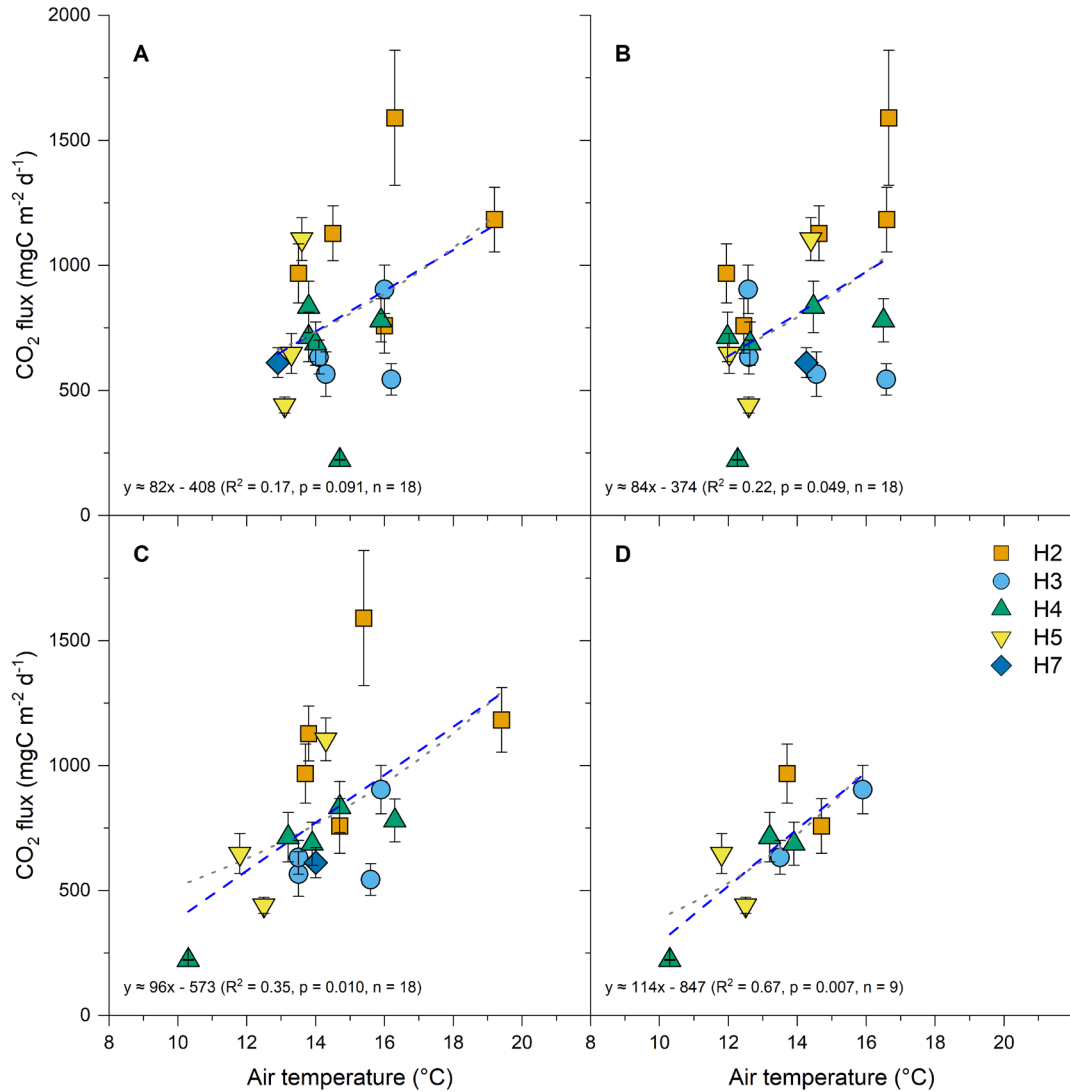 2000
1500
1000
500
0
CO2 flux (mgC m-2 d-1)
A
y ≈ 82x - 408 (R2 = 0.17, p = 0.091, n = 18)
B
y ≈ 84x - 374 (R2 = 0.22, p = 0.049, n = 18)
1500
1000
500
0
CO2 flux (mgC m-2 d-1)
C
y ≈ 96x - 573 (R2 = 0.35, p = 0.010, n = 18)
8 10 12 14 16 18 20
Air temperature (°C)
D
H2
H3
H4
H5
H7
y ≈ 114x - 847 (R2 = 0.67, p = 0.007, n = 9)
10 12 14 16 18 20
Air temperature (°C)